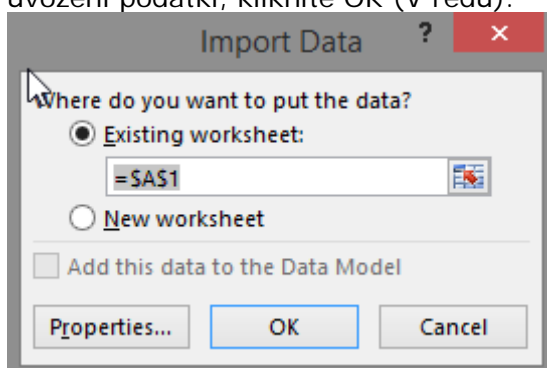 uvoženi podatki, kliknite OK (V redu).
Import Data ? ×
Where do you want to put the data?
Existing worksheet:
=$A$1
New worksheet
Add this data to the Data Model
Properties... OK Cancel